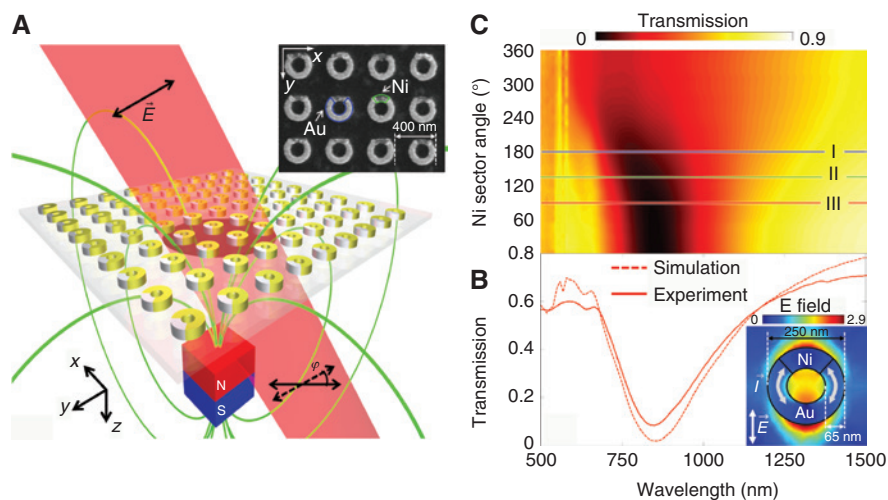 A
E
x
y
Ni
Au
400 nm
x
y
z
N
S
φ
C
Transmission
0 0.9
Ni sector angle (°)
360
300
240
180
120
60
I
II
III
B
Transmission
0.8
0.6
0.4
0.2
0
Simulation
Experiment
E field
0 2.9
250 nm
Ni
Au
I
E
65 nm
500 750 1000 1250 1500
Wavelength (nm)